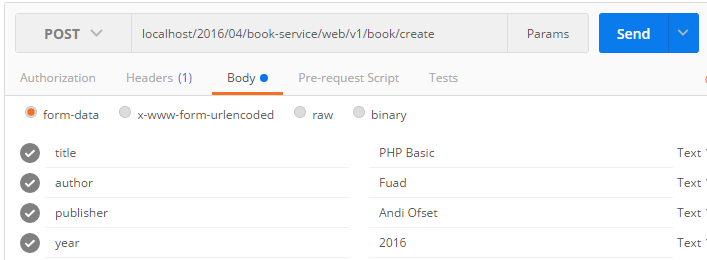 POST localhost/2016/04/book-service/web/v1/book/create Params Send
Authorization Headers (1) Body Pre-request Script Tests
form-data x-www-form-urlencoded raw binary
title PHP Basic Text
author Fuad Text
publisher Andi Ofset Text
year 2016 Text